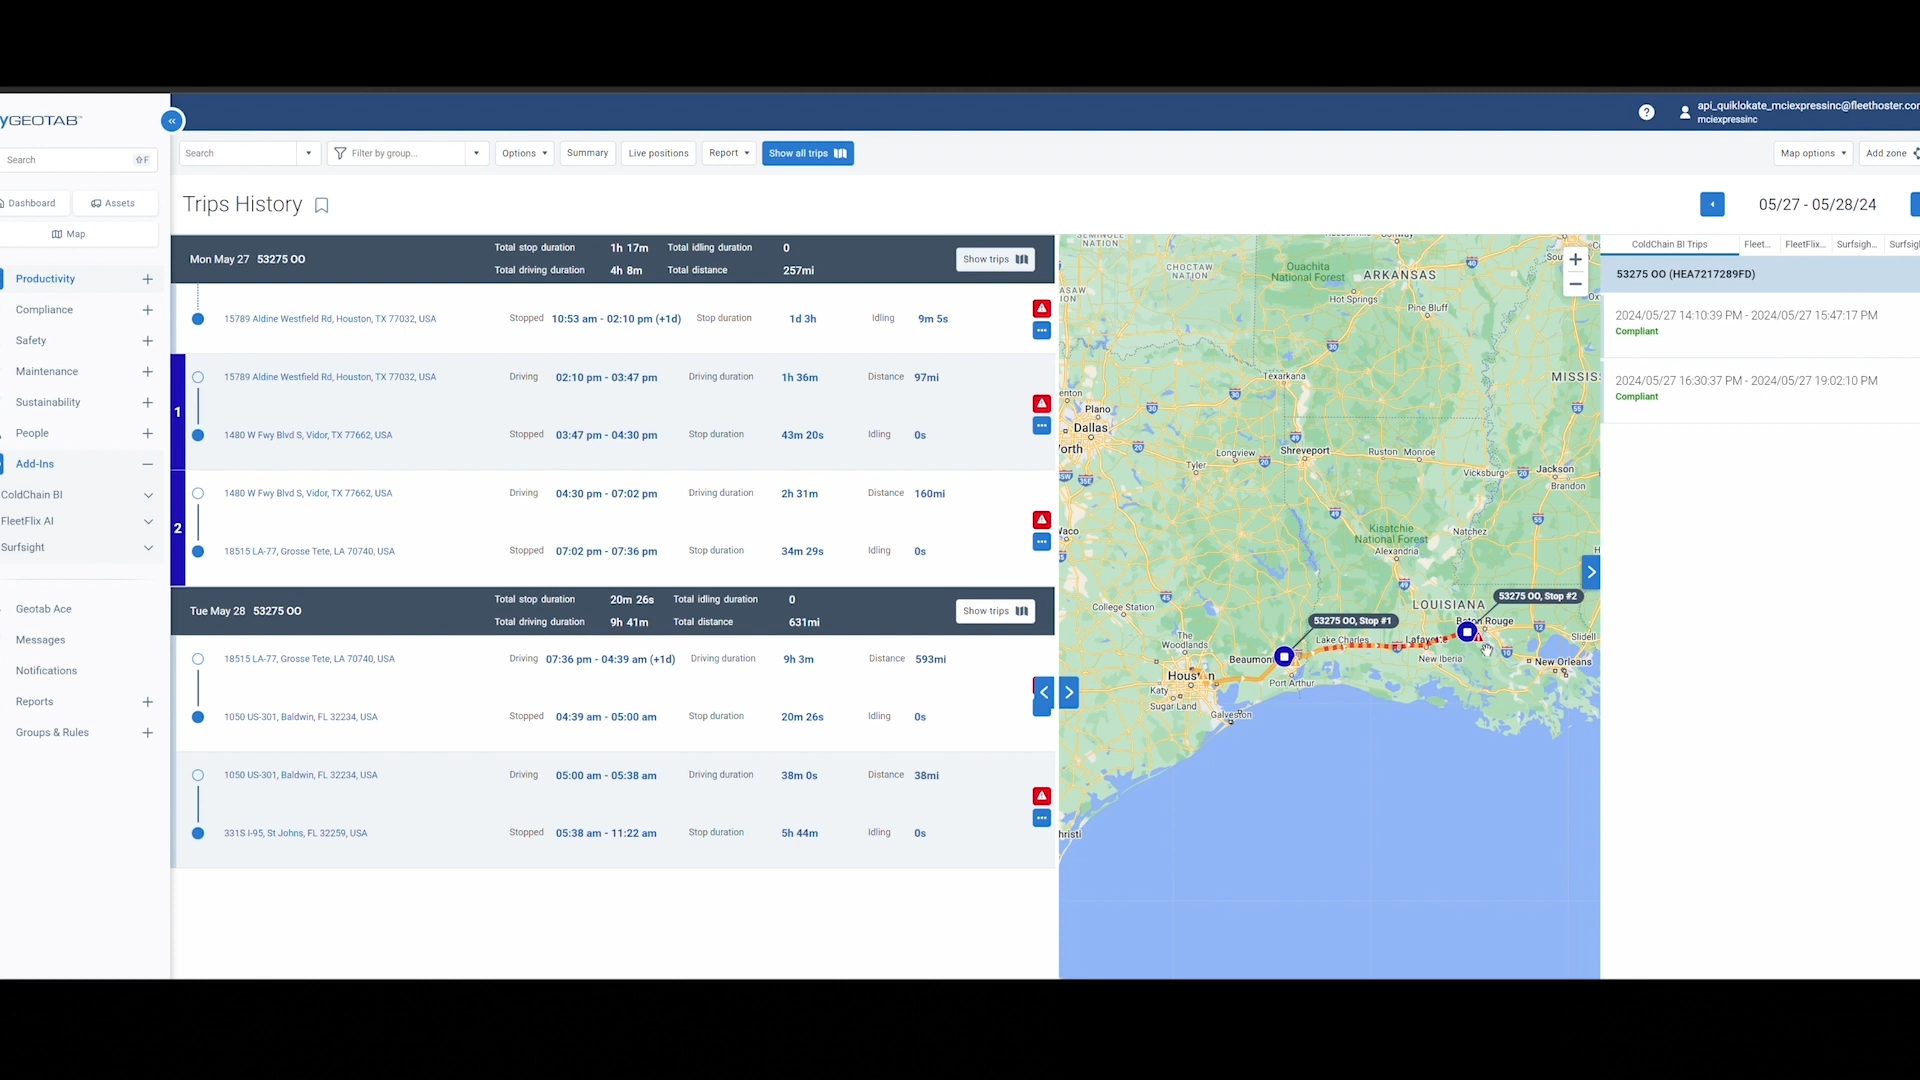 yGEOTAB
Search
Dashboard
Assets
Map
Productivity
Compliance
Safety
Maintenance
Sustainability
People
Add-Ins
ColdChain BI
FleetFlix AI
Surfsight
Geotab Ace
Messages
Notifications
Reports
Groups & Rules
api_quiklokate_mciexpressinc@fleethoster.com
mciexpressinc
Search
Filter by group...
Options
Summary
Live positions
Report
Show all trips
Map options
Add zone
Trips History
05/27 - 05/28/24
Mon May 27 53275 OO
Total stop duration 1h 17m Total idling duration 0
Total driving duration 4h 8m Total distance 257mi
Show trips
15789 Aldine Westfield Rd, Houston, TX 77032, USA Stopped 10:53 am - 02:10 pm (+1d) Stop duration 1d 3h Idling 9m 5s
1
15789 Aldine Westfield Rd, Houston, TX 77032, USA Driving 02:10 pm - 03:47 pm Driving duration 1h 36m Distance 97mi
1480 W Fwy Blvd S, Vidor, TX 77662, USA Stopped 03:47 pm - 04:30 pm Stop duration 43m 20s Idling 0s
2
1480 W Fwy Blvd S, Vidor, TX 77662, USA Driving 04:30 pm - 07:02 pm Driving duration 2h 31m Distance 160mi
18515 LA-77, Grosse Tete, LA 70740, USA Stopped 07:02 pm - 07:36 pm Stop duration 34m 29s Idling 0s
Tue May 28 53275 OO
Total stop duration 20m 26s Total idling duration 0
Total driving duration 9h 41m Total distance 631mi
Show trips
18515 LA-77, Grosse Tete, LA 70740, USA Driving 07:36 pm - 04:39 am (+1d) Driving duration 9h 3m Distance 593mi
1050 US-301, Baldwin, FL 32234, USA Stopped 04:39 am - 05:00 am Stop duration 20m 26s Idling 0s
1050 US-301, Baldwin, FL 32234, USA Driving 05:00 am - 05:38 am Driving duration 38m 0s Distance 38mi
331S I-95, St Johns, FL 32259, USA Stopped 05:38 am - 11:22 am Stop duration 5h 44m Idling 0s
NATION
CHOCTAW
NATION
Ouachita
National Forest
ARKANSAS
Hot Springs
Pine Bluff
Texarkana
MISSIS
Plano
Dallas
Longview
Tyler
Shreveport
Ruston
Monroe
Vicksburg
Jackson
Brandon
Kisatchie
National Forest
Natchez
Alexandria
College Station
LOUISIANA
53275 OO, Stop #2
53275 OO, Stop #1
Baton Rouge
The
Woodlands
Lake Charles
Lafayette
Slidell
Beaumont
New Iberia
New Orleans
Houston
Port Arthur
Katy
Sugar Land
Galveston
hristi
ColdChain BI Trips
Fleet...
FleetFlix...
Surfsigh...
Surfsigh
53275 OO (HEA7217289FD)
2024/05/27 14:10:39 PM - 2024/05/27 15:47:17 PM
Compliant
2024/05/27 16:30:37 PM - 2024/05/27 19:02:10 PM
Compliant